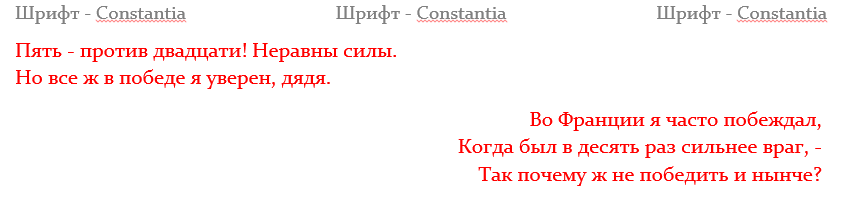 Шрифт - Constantia Шрифт - Constantia Шрифт - Constantia
Пять - против двадцати! Неравны силы.
Но все ж в победе я уверен, дядя.
Во Франции я часто побеждал,
Когда был в десять раз сильнее враг, -
Так почему ж не победить и нынче?